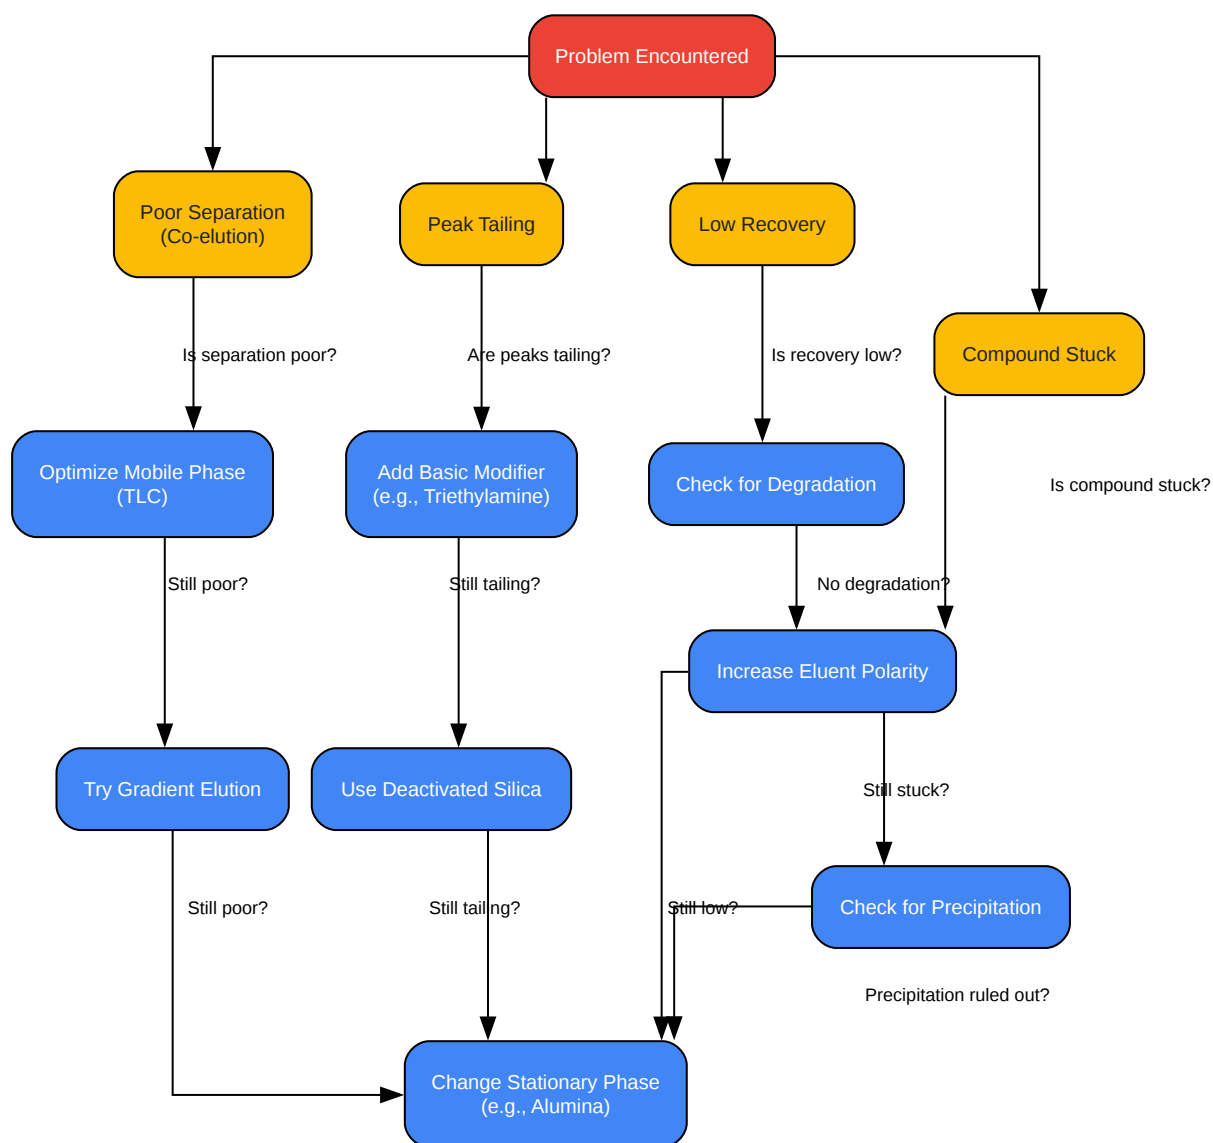 Problem Encountered
Poor Separation
(Co-elution)
Peak Tailing
Low Recovery
Compound Stuck
Is separation poor?
Are peaks tailing?
Is recovery low?
Is compound stuck?
Optimize Mobile Phase
(TLC)
Add Basic Modifier
(e.g., Triethylamine)
Check for Degradation
Still poor?
Still tailing?
No degradation?
Increase Eluent Polarity
Try Gradient Elution
Use Deactivated Silica
Still stuck?
Still poor?
Still tailing?
Still low?
Check for Precipitation
Precipitation ruled out?
Change Stationary Phase
(e.g., Alumina)